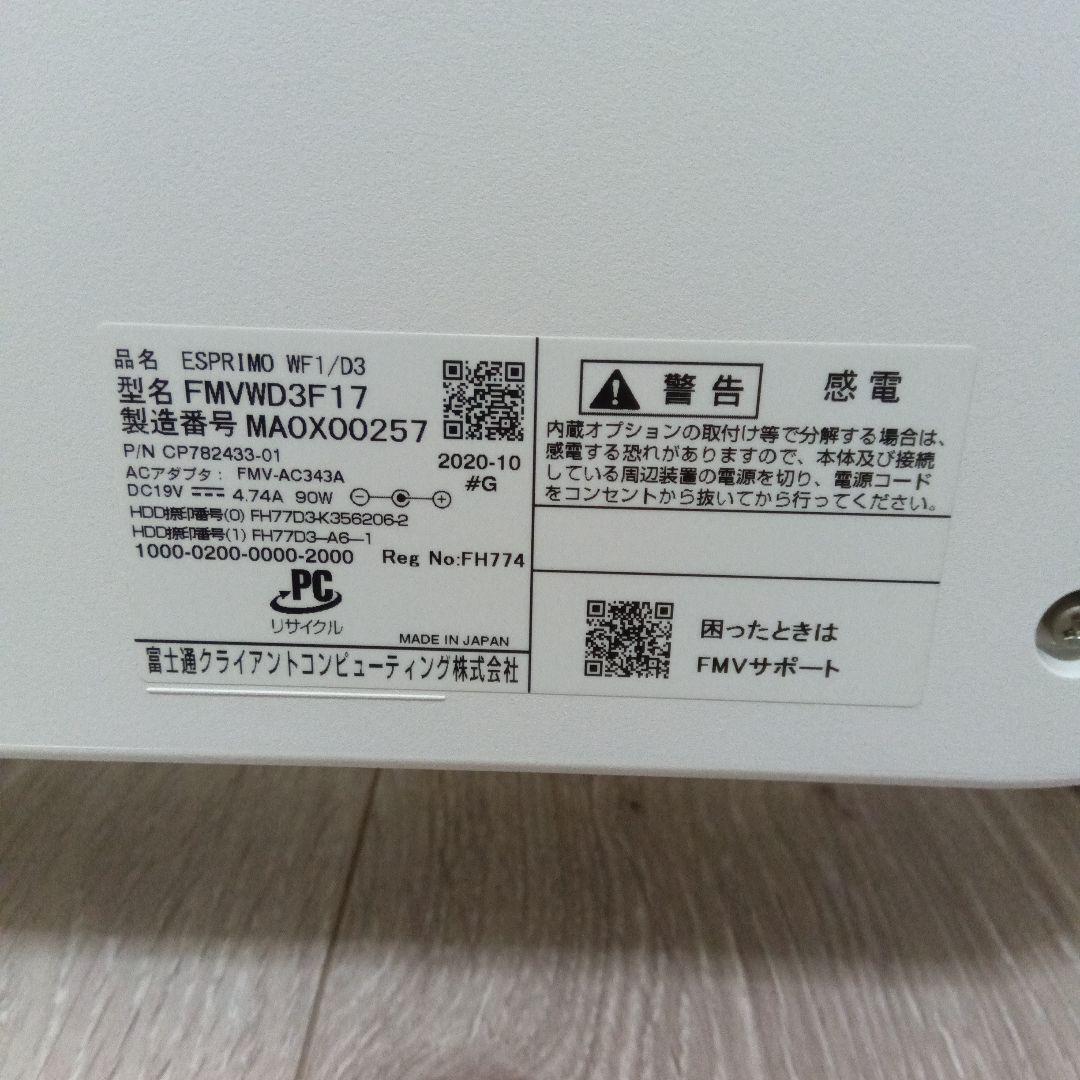 品名 ESPRIMO WF1/D3
型名 FMVWD3F17
製造番号 MA0X00257
P/N CP782433-01
2020-10
#G
ACアダプタ: FMV-AC343A
DC19V 4.74A 90W
HDD捺印番号(0) FH77D3-K356206-2
HDD捺印番号(1) FH77D3-A6-1
1000-0200-0000-2000 Reg No:FH774
PC
リサイクル
MADE IN JAPAN
富士通クライアントコンピューティング株式会社
警告 感電
内蔵オプションの取付け等で分解する場合は、
感電する恐れがありますので、本体及び接続
している周辺装置の電源を切り、電源コード
をコンセントから抜いてから行ってください。
困ったときは
FMVサポート